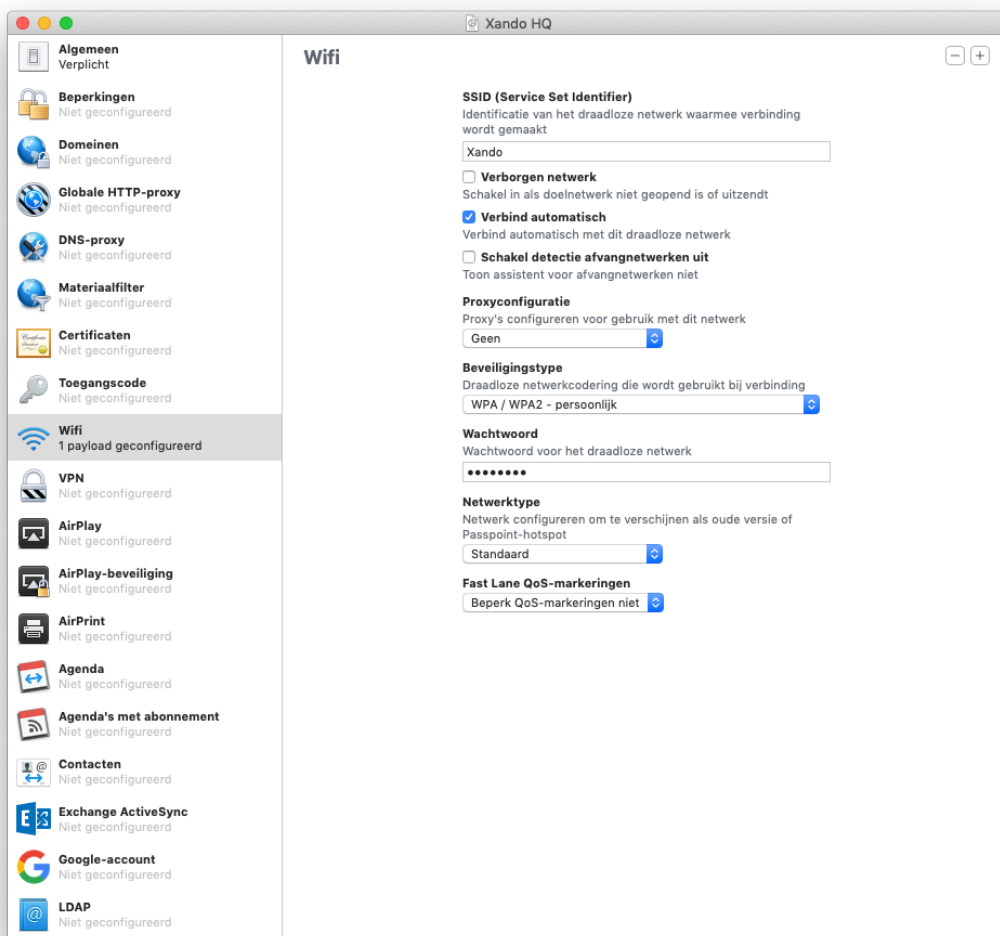 Xando HQ
Algemeen
Verplicht
Beperkingen
Niet geconfigureerd
Domeinen
Niet geconfigureerd
Globale HTTP-proxy
Niet geconfigureerd
DNS-proxy
Niet geconfigureerd
Materiaalfilter
Niet geconfigureerd
Certificaten
Niet geconfigureerd
Toegangscode
Niet geconfigureerd
Wifi
1 payload geconfigureerd
VPN
Niet geconfigureerd
AirPlay
Niet geconfigureerd
AirPlay-beveiliging
Niet geconfigureerd
AirPrint
Niet geconfigureerd
Agenda
Niet geconfigureerd
Agenda's met abonnement
Niet geconfigureerd
Contacten
Niet geconfigureerd
Exchange ActiveSync
Niet geconfigureerd
Google-account
Niet geconfigureerd
LDAP
Niet geconfigureerd
Wifi
SSID (Service Set Identifier)
Identificatie van het draadloze netwerk waarmee verbinding
wordt gemaakt
Xando
Verborgen netwerk
Schakel in als doelnetwerk niet geopend is of uitzendt
Verbind automatisch
Verbind automatisch met dit draadloze netwerk
Schakel detectie afvangnetwerken uit
Toon assistent voor afvangnetwerken niet
Proxyconfiguratie
Proxy's configureren voor gebruik met dit netwerk
Geen
Beveiligingstype
Draadloze netwerkcodering die wordt gebruikt bij verbinding
WPA / WPA2 - persoonlijk
Wachtwoord
Wachtwoord voor het draadloze netwerk
••••••••
Netwerktype
Netwerk configureren om te verschijnen als oude versie of
Passpoint-hotspot
Standaard
Fast Lane QoS-markeringen
Beperk QoS-markeringen niet